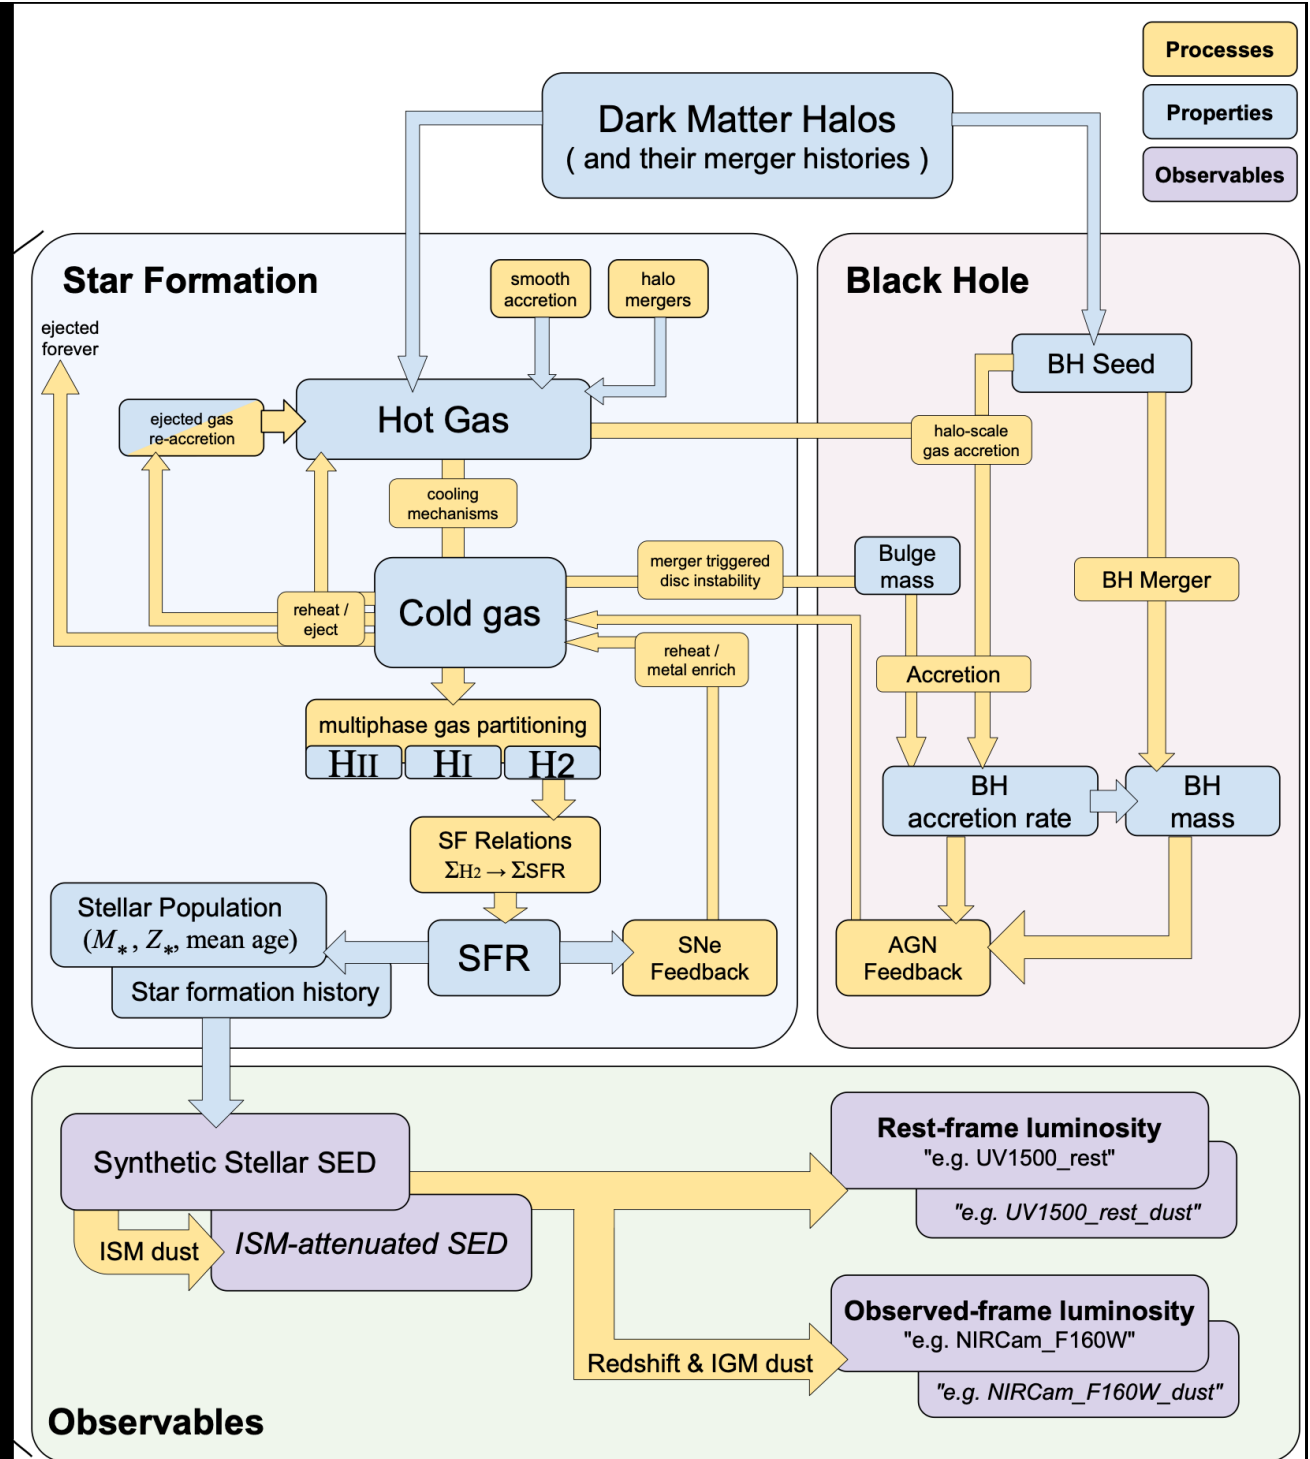 Processes
Properties
Observables
Dark Matter Halos
( and their merger histories )
Star Formation
smooth
accretion
halo
mergers
ejected
forever
ejected gas
re-accretion
Hot Gas
cooling
mechanisms
Cold gas
reheat /
eject
merger triggered
disc instability
reheat /
metal enrich
multiphase gas partitioning
HII
HI
H2
SF Relations
ΣH2 → ΣSFR
Stellar Population
(M*, Z*, mean age)
Star formation history
SFR
SNe
Feedback
Black Hole
BH Seed
halo-scale
gas accretion
Bulge
mass
BH Merger
Accretion
BH
accretion rate
BH
mass
AGN
Feedback
Synthetic Stellar SED
ISM dust
ISM-attenuated SED
Rest-frame luminosity
"e.g. UV1500_rest"
"e.g. UV1500_rest_dust"
Observed-frame luminosity
"e.g. NIRCam_F160W"
Redshift & IGM dust
"e.g. NIRCam_F160W_dust"
Observables